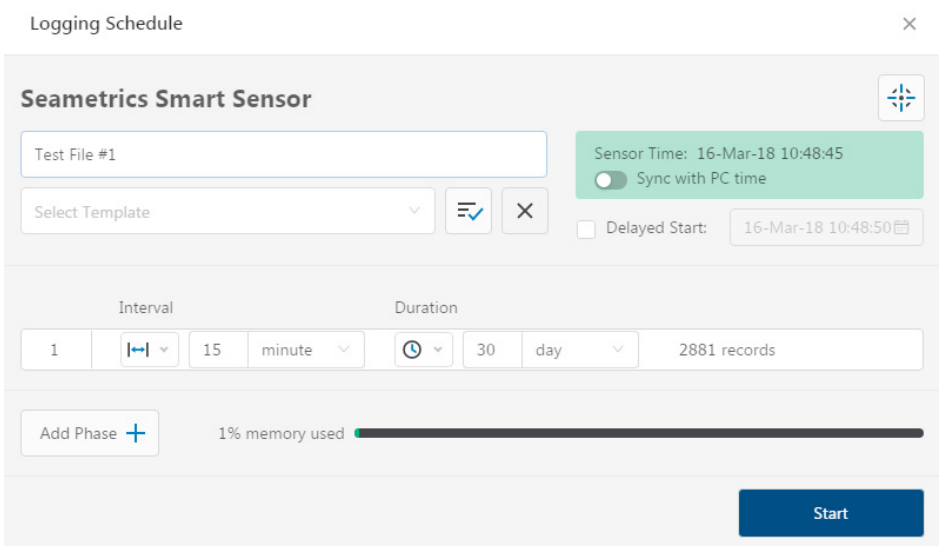 Logging Schedule
Seametrics Smart Sensor
Test File #1
Sensor Time: 16-Mar-18 10:48:45
Sync with PC time
Select Template
Delayed Start: 16-Mar-18 10:48:50
Interval Duration
1 15 minute 30 day 2881 records
Add Phase 1% memory used
Start